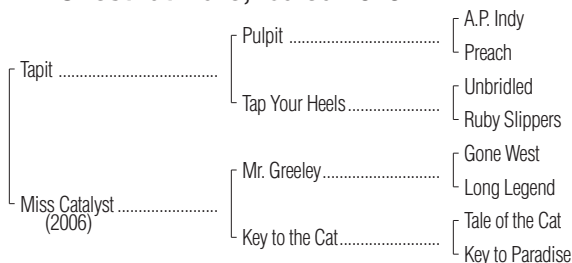 A.P. Indy
Pulpit
Preach
Tapit
Unbridled
Tap Your Heels
Ruby Slippers
Gone West
Mr. Greeley
Long Legend
Miss Catalyst
(2006)
Tale of the Cat
Key to the Cat
Key to Paradise